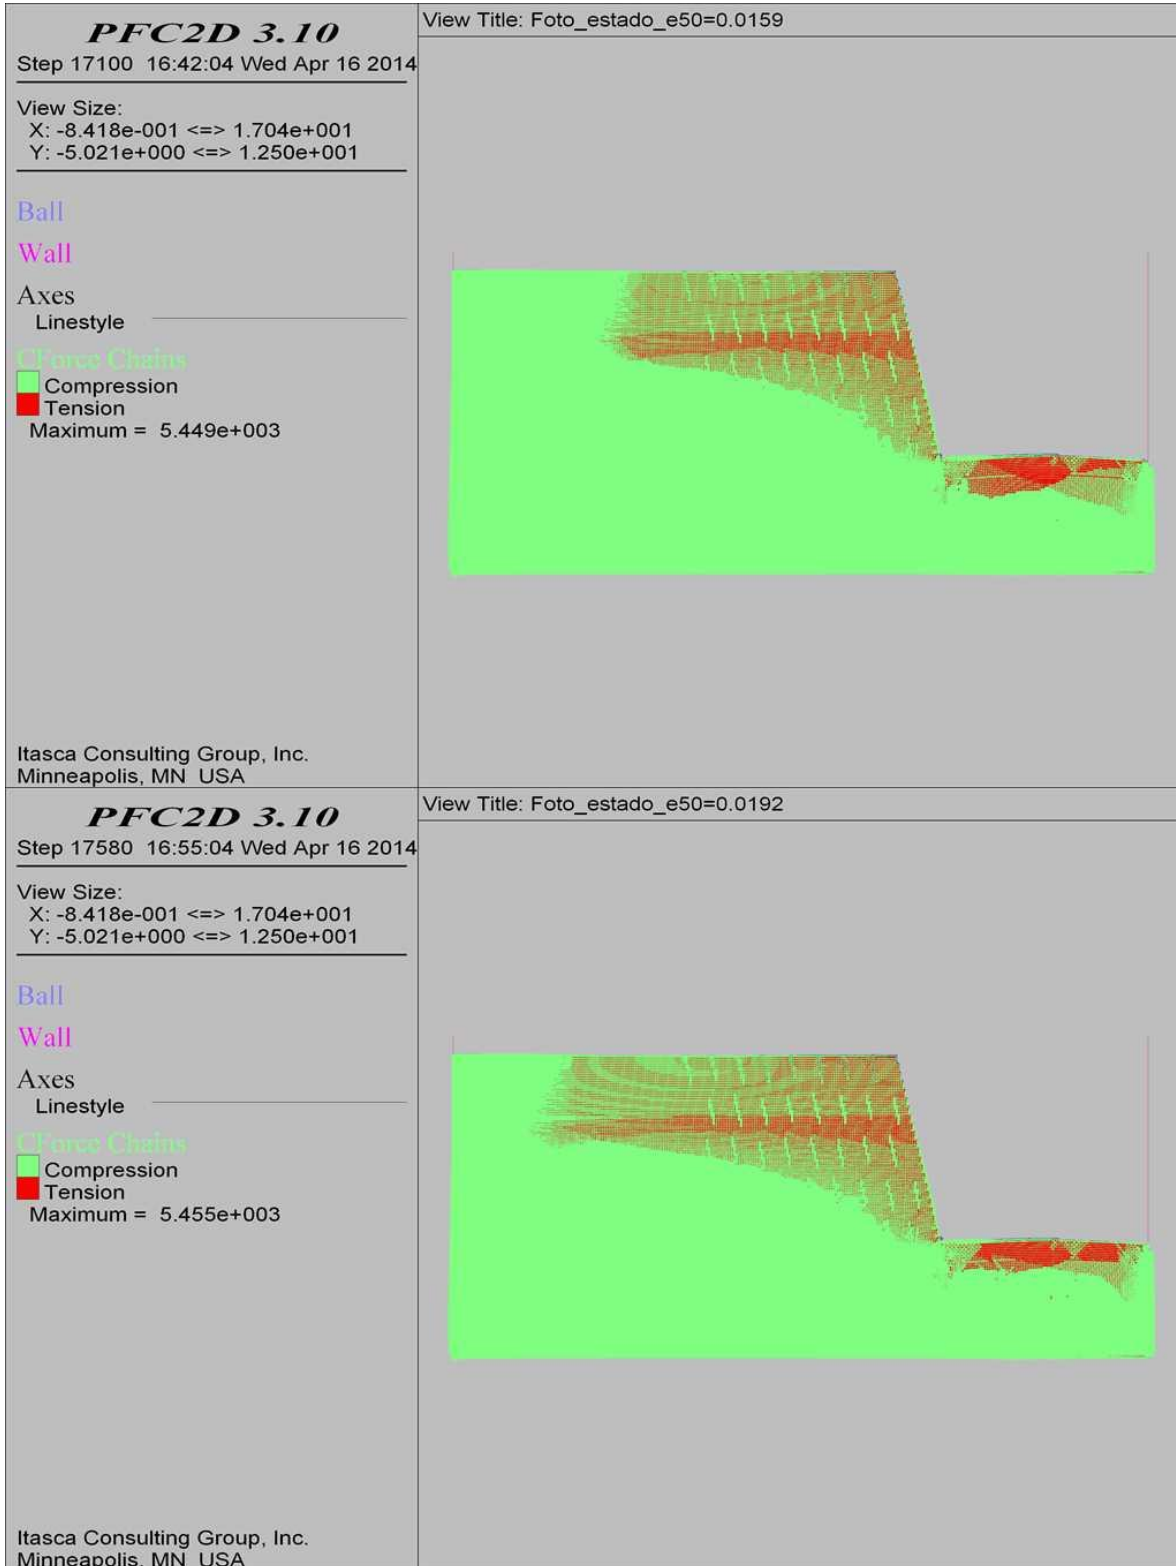 PFC2D 3.10
Step 17100 16:42:04 Wed Apr 16 2014
View Size:
X: -8.418e-001 <=> 1.704e+001
Y: -5.021e+000 <=> 1.250e+001
Ball
Wall
Axes
Linestyle
CForce Chains
Compression
Tension
Maximum = 5.449e+003
Itasca Consulting Group, Inc.
Minneapolis, MN USA
View Title: Foto_estado_e50=0.0159
PFC2D 3.10
Step 17580 16:55:04 Wed Apr 16 2014
View Size:
X: -8.418e-001 <=> 1.704e+001
Y: -5.021e+000 <=> 1.250e+001
Ball
Wall
Axes
Linestyle
CForce Chains
Compression
Tension
Maximum = 5.455e+003
Itasca Consulting Group, Inc.
Minneapolis, MN USA
View Title: Foto_estado_e50=0.0192